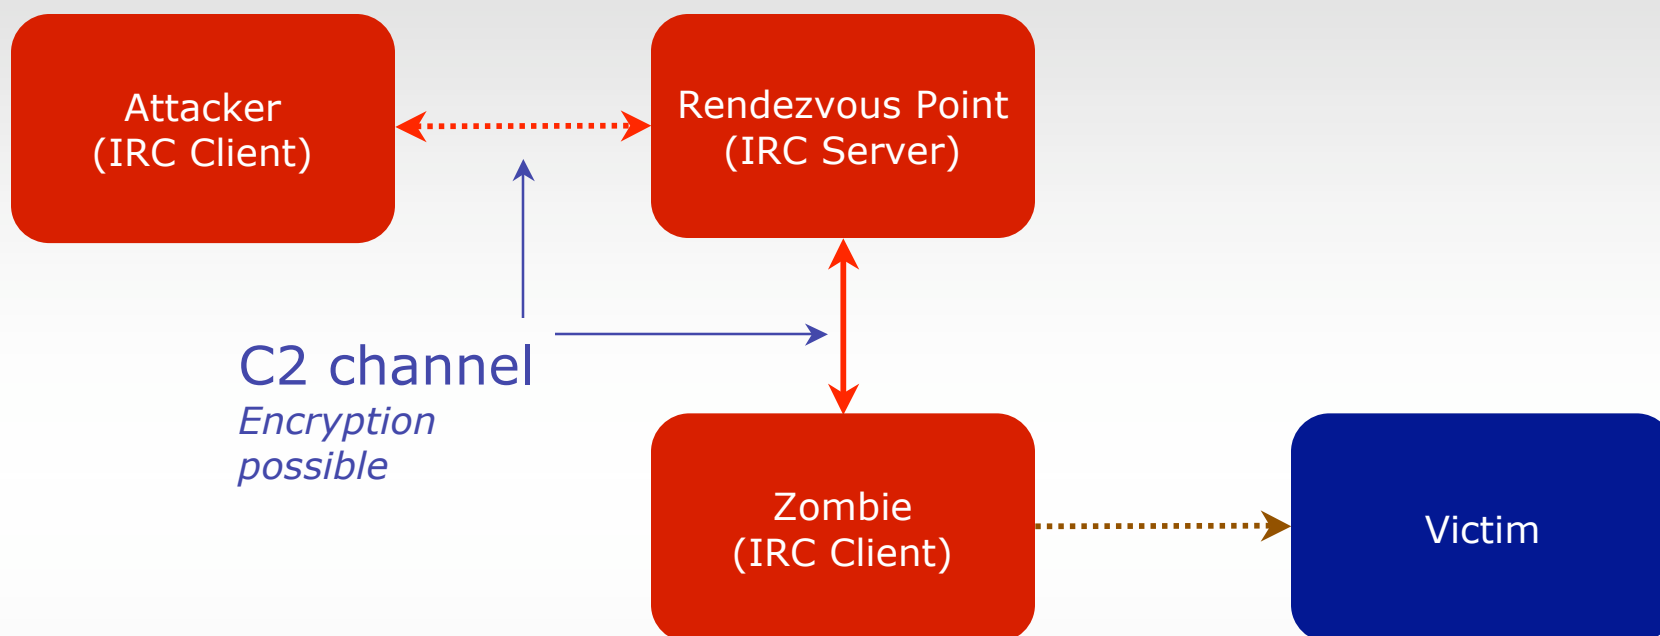 Attacker
(IRC Client)
Rendezvous Point
(IRC Server)
C2 channel
Encryption
possible
Zombie
(IRC Client)
Victim